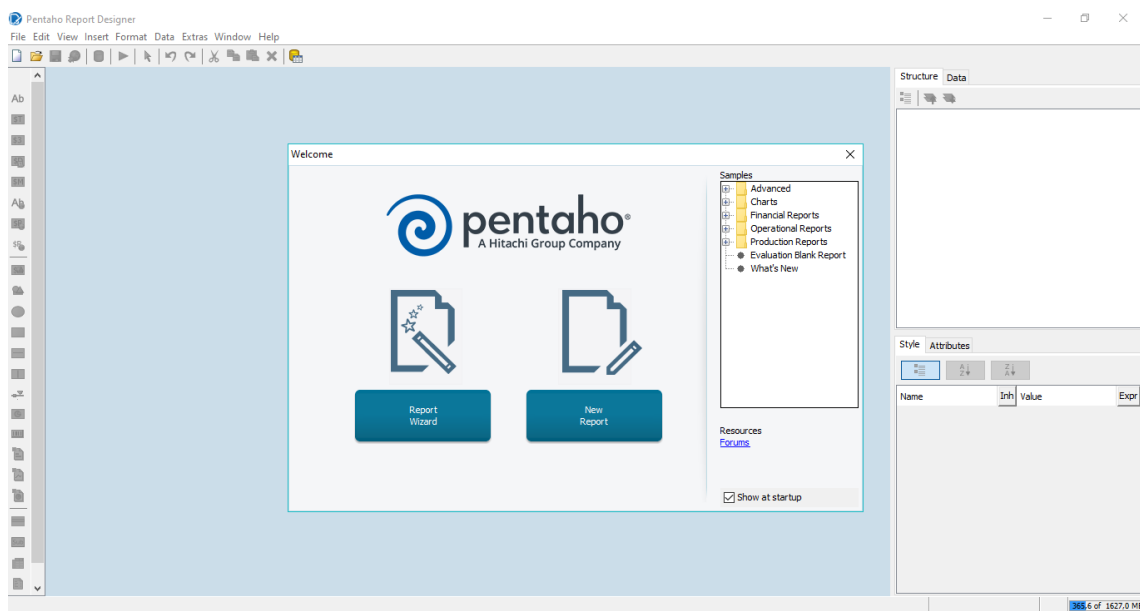 Pentaho Report Designer
File Edit View Insert Format Data Extras Window Help
Structure Data
Ab
Welcome
Samples
Advanced
Charts
Financial Reports
Operational Reports
Production Reports
Evaluation Blank Report
What's New
pentaho
A Hitachi Group Company
Report
Wizard
New
Report
Resources
Forums
Show at startup
Style Attributes
Name Inh Value Expr
365.6 of 1627.0 M